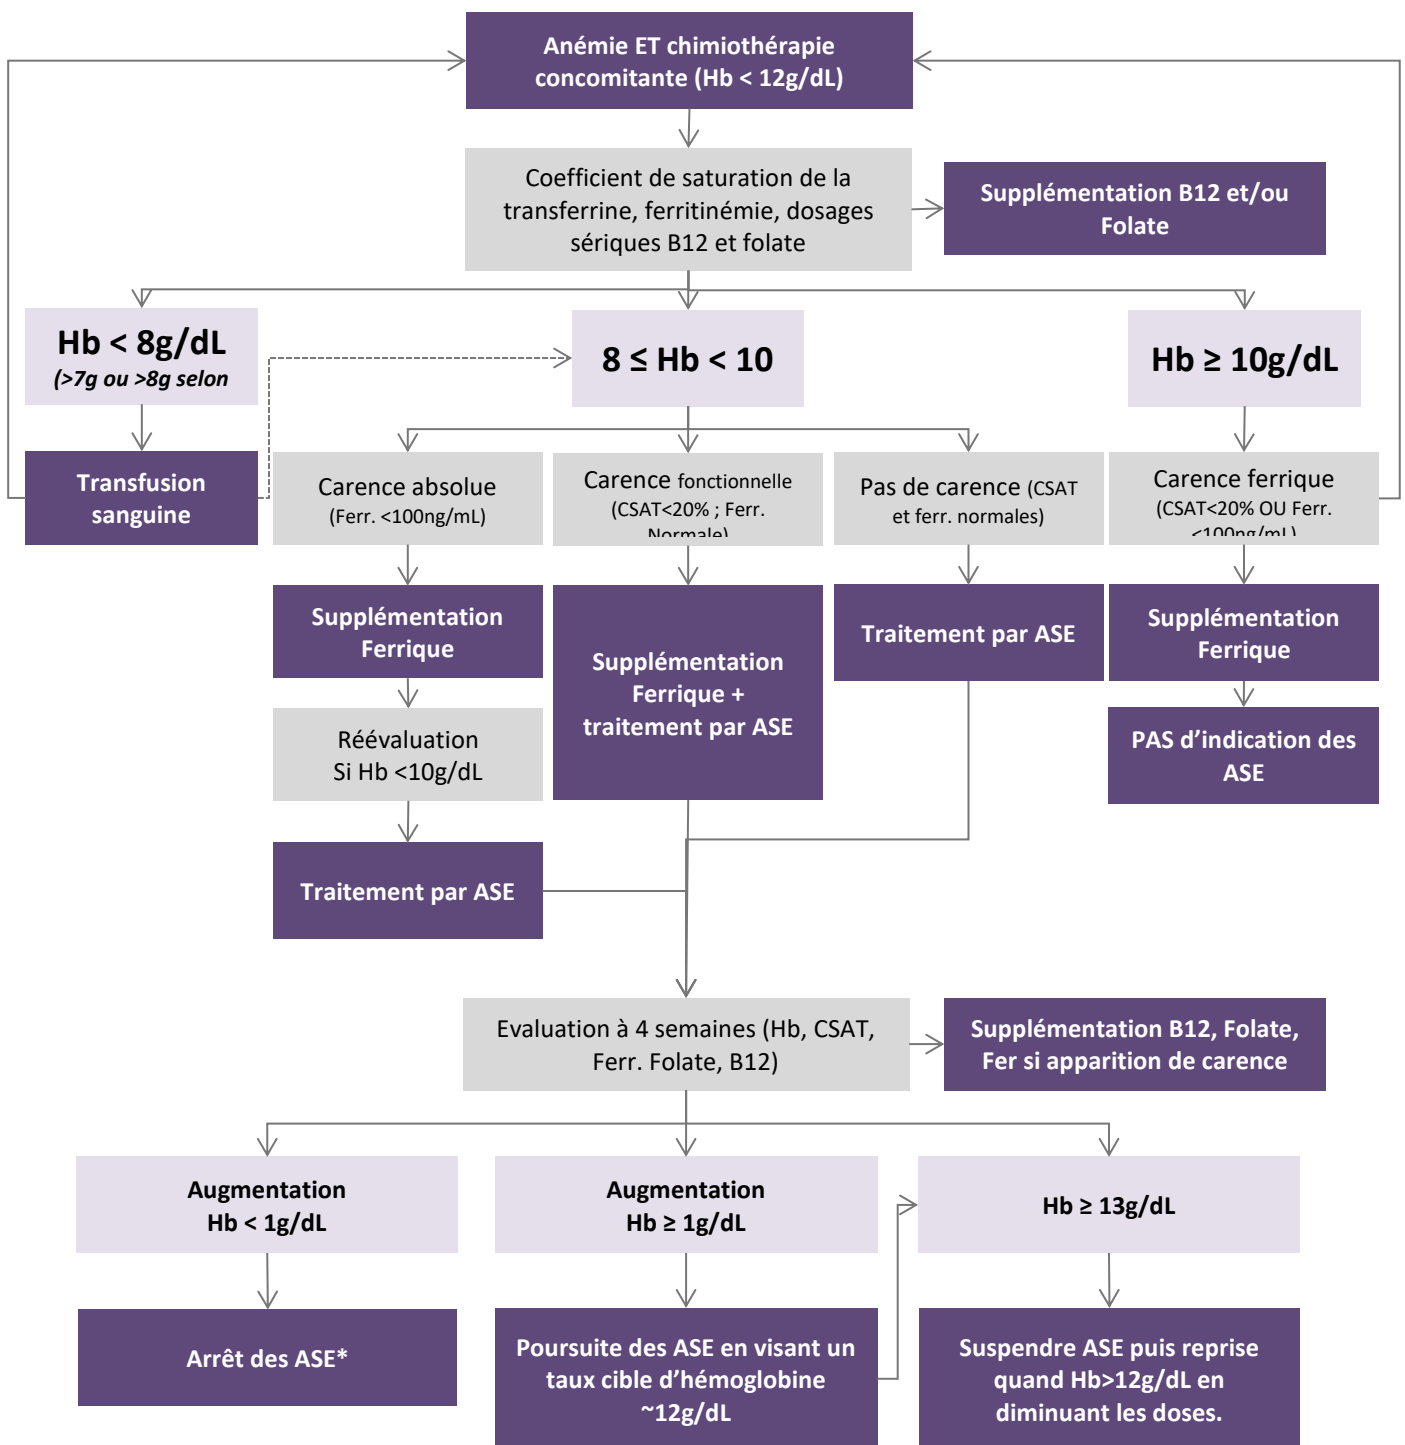 Anémie ET chimiothérapie
concomitante (Hb < 12g/dL)
Coefficient de saturation de la
transferrine, ferritinémie, dosages
sériques B12 et folate
Supplémentation B12 et/ou
Folate
Hb < 8g/dL
(>7g ou >8g selon
8 ≤ Hb < 10
Hb ≥ 10g/dL
Transfusion
sanguine
Carence absolue
(Ferr. <100ng/mL)
Carence fonctionnelle
(CSAT<20% ; Ferr.
Normale)
Pas de carence (CSAT
et ferr. normales)
Carence ferrique
(CSAT<20% OU Ferr.
<100ng/mL)
Supplémentation
Ferrique
Supplémentation
Ferrique +
traitement par ASE
Traitement par ASE
Supplémentation
Ferrique
Réévaluation
Si Hb <10g/dL
PAS d’indication des
ASE
Traitement par ASE
Evaluation à 4 semaines (Hb, CSAT,
Ferr. Folate, B12)
Supplémentation B12, Folate,
Fer si apparition de carence
Augmentation
Hb < 1g/dL
Augmentation
Hb ≥ 1g/dL
Hb ≥ 13g/dL
Arrêt des ASE*
Poursuite des ASE en visant un
taux cible d’hémoglobine
~12g/dL
Suspendre ASE puis reprise
quand Hb>12g/dL en
diminuant les doses.